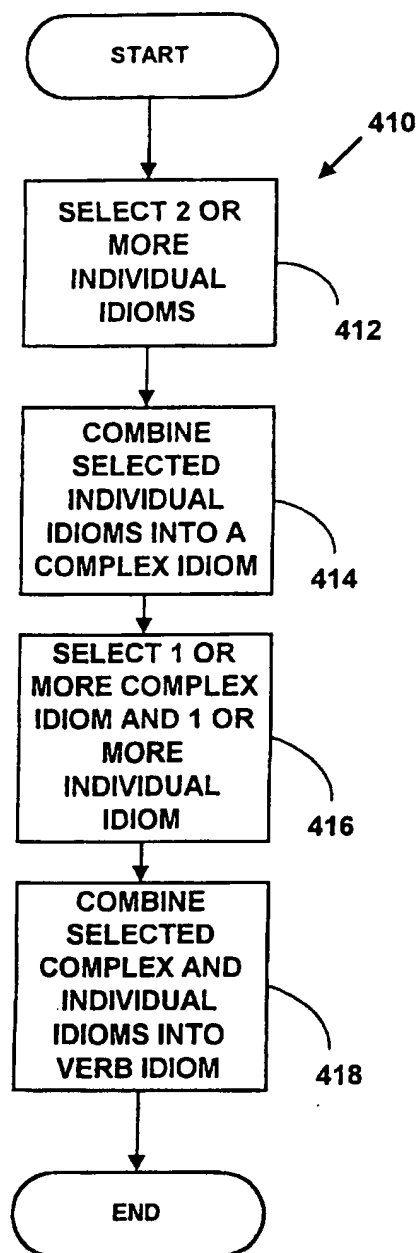 START
410
SELECT 2 OR
MORE
INDIVIDUAL
IDIOMS
412
COMBINE
SELECTED
INDIVIDUAL
IDIOMS INTO A
COMPLEX IDIOM
414
SELECT 1 OR
MORE COMPLEX
IDIOM AND 1 OR
MORE
INDIVIDUAL
IDIOM
416
COMBINE
SELECTED
COMPLEX AND
INDIVIDUAL
IDIOMS INTO
VERB IDIOM
418
END